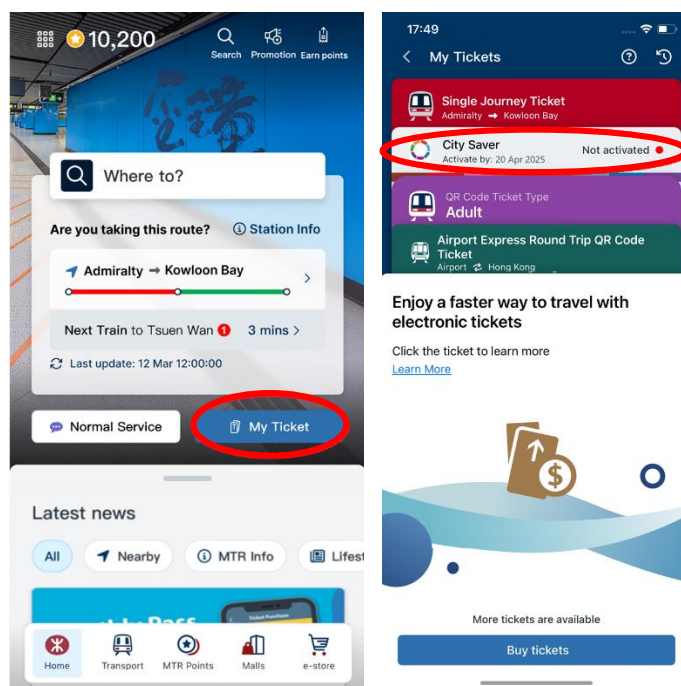 10,200
Search Promotion Earn points
Where to?
Are you taking this route? Station Info
Admiralty → Kowloon Bay
Next Train to Tsuen Wan 1 3 mins >
Last update: 12 Mar 12:00:00
Normal Service
My Ticket
Latest news
All Nearby MTR Info Lifest
Ticket Purchase
Home Transport MTR Points Malls e-store
17:49
My Tickets
Single Journey Ticket
Admiralty → Kowloon Bay
City Saver
Activate by: 20 Apr 2025
Not activated
QR Code Ticket Type
Adult
Airport Express Round Trip QR Code
Ticket
Airport ⇄ Hong Kong
Enjoy a faster way to travel with
electronic tickets
Click the ticket to learn more
Learn More
$
More tickets are available
Buy tickets